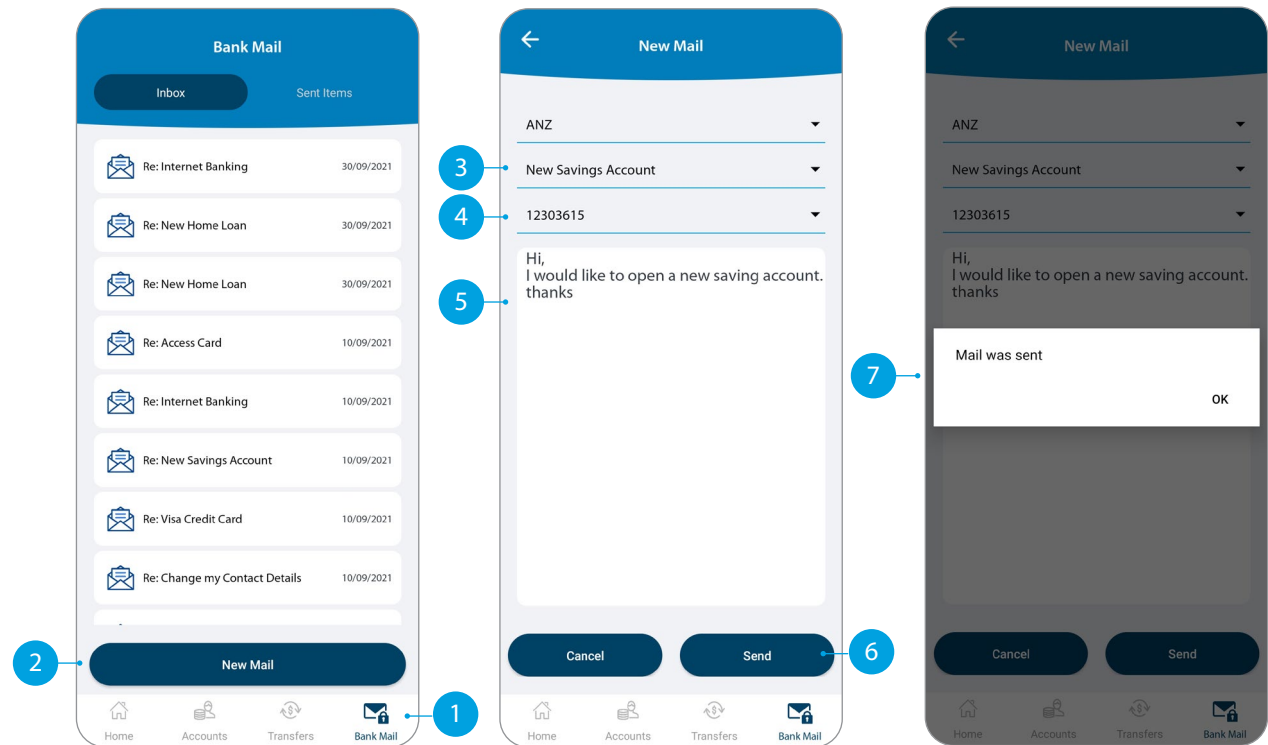 Bank Mail
Inbox Sent Items
Re: Internet Banking 30/09/2021
Re: New Home Loan 30/09/2021
Re: New Home Loan 30/09/2021
Re: Access Card 10/09/2021
Re: Internet Banking 10/09/2021
Re: New Savings Account 10/09/2021
Re: Visa Credit Card 10/09/2021
Re: Change my Contact Details 10/09/2021
2
New Mail
Home Accounts Transfers Bank Mail
1
New Mail
ANZ
3
New Savings Account
4
12303615
Hi,
I would like to open a new saving account.
thanks
5
Cancel Send
6
Home Accounts Transfers Bank Mail
New Mail
ANZ
New Savings Account
12303615
Hi,
I would like to open a new saving account.
thanks
7
Mail was sent
OK
Cancel Send
Home Accounts Transfers Bank Mail